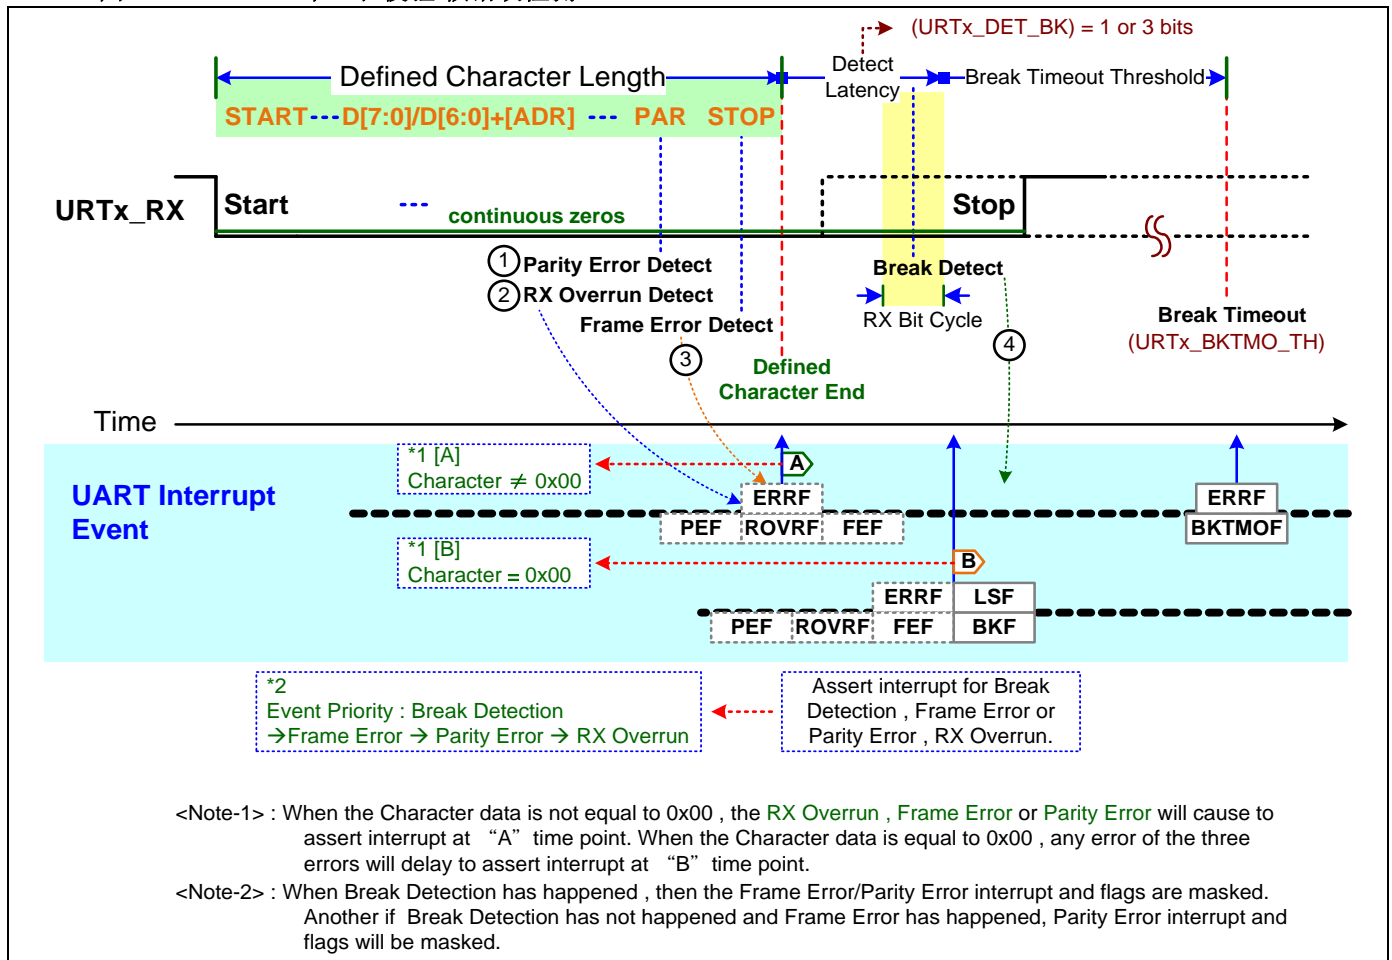 (URTx_DET_BK) = 1 or 3 bits
Defined Character Length
Detect
Latency
Break Timeout Threshold
START
D[7:0]/D[6:0]+[ADR]
PAR
STOP
URTx_RX
Start
continuous zeros
Stop
1 Parity Error Detect
2 RX Overrun Detect
Frame Error Detect
3
Break Detect
RX Bit Cycle
4
Break Timeout
(URTx_BKTMO_TH)
Defined
Character End
Time
UART Interrupt
Event
*1 [A]
Character ≠ 0x00
A
ERRF
PEF ROVRF FEF
ERRF
BKTMOF
*1 [B]
Character = 0x00
B
ERRF LSF
PEF ROVRF FEF BKF
*2
Event Priority : Break Detection
→Frame Error → Parity Error → RX Overrun
Assert interrupt for Break
Detection , Frame Error or
Parity Error , RX Overrun.
<Note-1> : When the Character data is not equal to 0x00 , the RX Overrun , Frame Error or Parity Error will cause to
assert interrupt at “A” time point. When the Character data is equal to 0x00 , any error of the three
errors will delay to assert interrupt at “B” time point.
<Note-2> : When Break Detection has happened , then the Frame Error/Parity Error interrupt and flags are masked.
Another if Break Detection has not happened and Frame Error has happened, Parity Error interrupt and
flags will be masked.